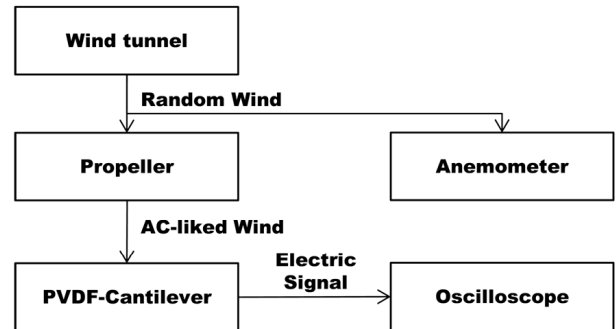 Wind tunnel
Random Wind
Propeller
Anemometer
AC-liked Wind
Electric
Signal
PVDF-Cantilever
Oscilloscope